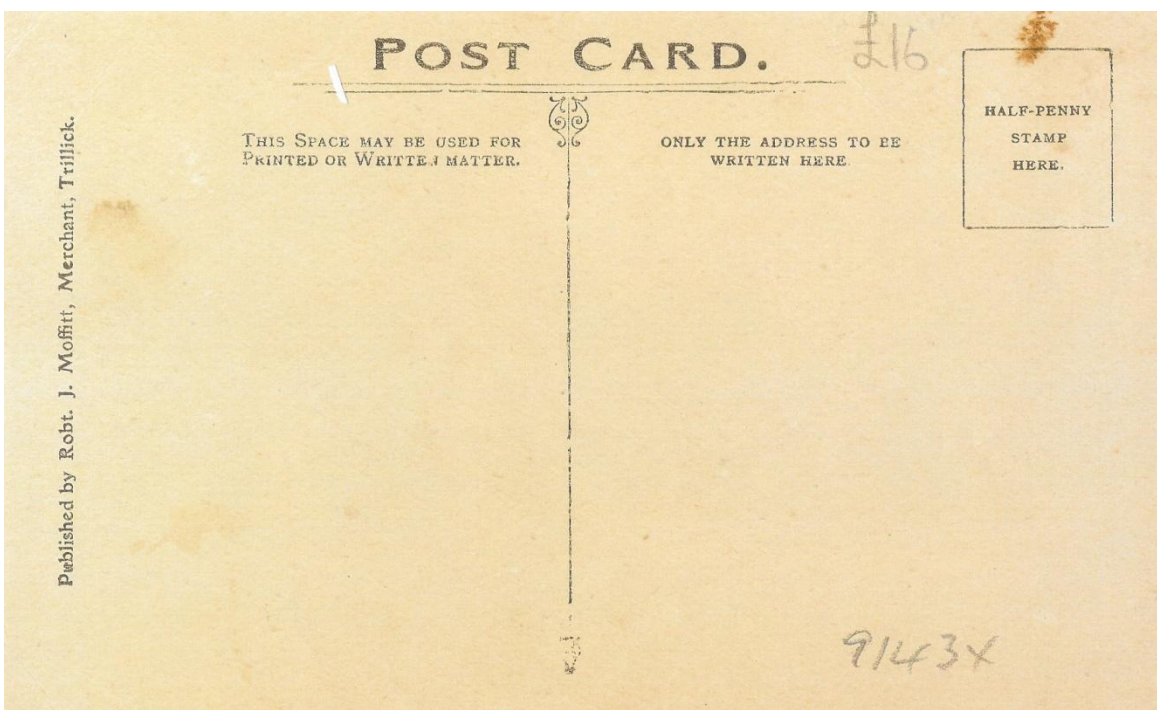 POST CARD.
£16
THIS SPACE MAY BE USED FOR
PRINTED OR WRITTEN MATTER.
ONLY THE ADDRESS TO BE
WRITTEN HERE
HALF-PENNY
STAMP
HERE.
Published by Robt. J. Moffitt, Merchant, Trillick.
9143X